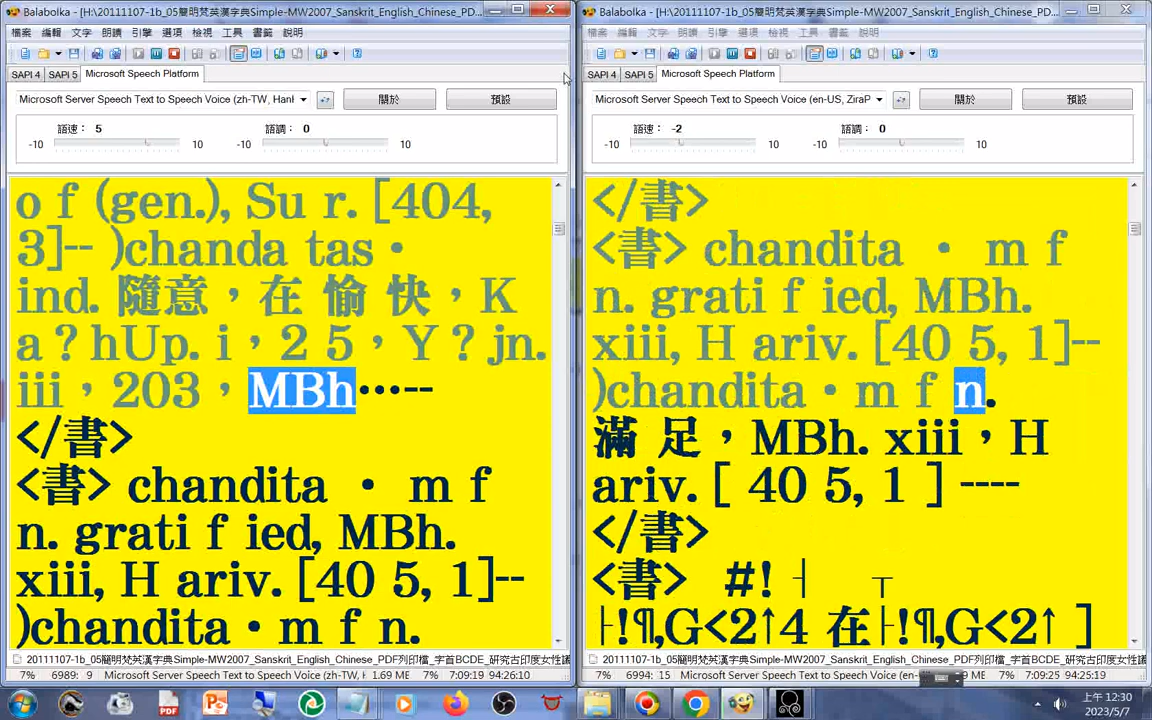 Balabolka - [H:\20111107-1b_05簡明梵英漢字典Simple-MW2007_Sanskrit_English_Chinese_PD...
檔案 編輯 文字 朗讀 引擎 選項 檢視 工具 書籤 說明
SAPI 4 SAPI 5 Microsoft Speech Platform
Microsoft Server Speech Text to Speech Voice (zh-TW, HanH 關於 預設
語速： 5 語調： 0
-10 10 -10 10
o f (gen.), Su r. [404,
3]-- )chanda tas·
ind. 隨意，在 愉 快，K
a？hUp. i，2 5，Y？jn.
iii，203，MBh···--
</書>
<書> chandita · m f
n. grati f ied, MBh.
xiii, H ariv. [40 5, 1]--
)chandita·m f n.
20111107-1b_05簡明梵英漢字典Simple-MW2007_Sanskrit_English_Chinese_PDF列印檔_字首BCDE_研究古印度女性議
7% 6989: 9 Microsoft Server Speech Text to Speech Voice (zh-TW, H 1.69 MB 7% 7:09:19 94:26:10
Balabolka - [H:\20111107-1b_05簡明梵英漢字典Simple-MW2007_Sanskrit_English_Chinese_PD...
檔案 編輯 文字 朗讀 引擎 選項 檢視 工具 書籤 說明
SAPI 4 SAPI 5 Microsoft Speech Platform
Microsoft Server Speech Text to Speech Voice (en-US, ZiraP 關於 預設
語速： -2 語調： 0
-10 10 -10 10
</書>
<書> chandita · m f
n. grati f ied, MBh.
xiii, H ariv. [40 5, 1]--
)chandita·m f n.
滿 足，MBh. xiii，H
ariv. [ 40 5, 1 ] ----
</書>
<書> #! ┤ ┬
├!¶,G<2↑4 在├!¶,G<2↑ ]
20111107-1b_05簡明梵英漢字典Simple-MW2007_Sanskrit_English_Chinese_PDF列印檔_字首BCDE_研究古印度女性議
7% 6994: 15 Microsoft Server Speech Text to Speech Voice (en-US, 9 MB 7% 7:09:25 94:25:19
上午 12:30
2023/5/7